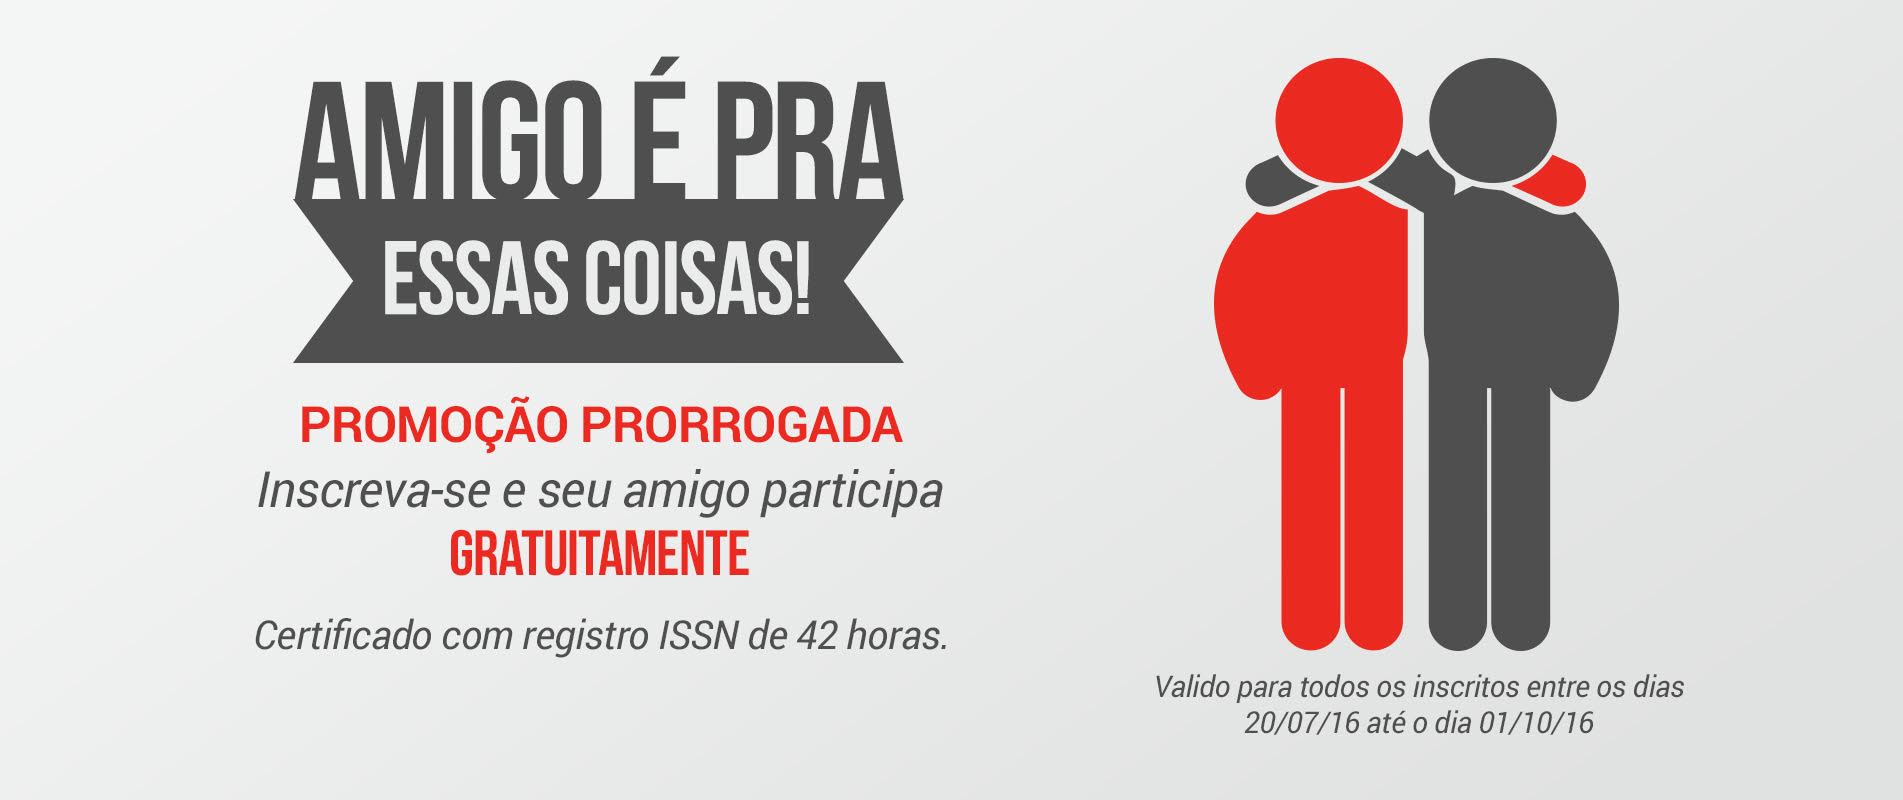 AMIGO É PRA
ESSAS COISAS!
PROMOÇÃO PRORROGADA
Inscreva-se e seu amigo participa
GRATUITAMENTE
Certificado com registro ISSN de 42 horas.
Valido para todos os inscritos entre os dias
20/07/16 até o dia 01/10/16